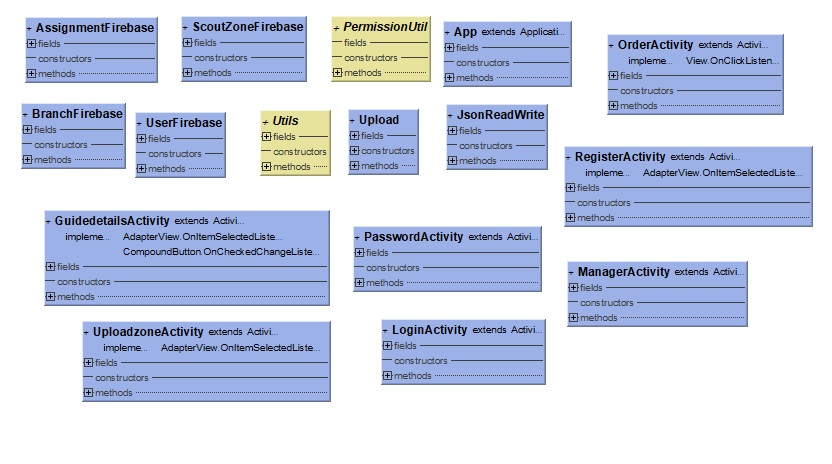 + AssignmentFirebase
fields
constructors
methods
+ ScoutZoneFirebase
fields
constructors
methods
+ PermissionUtil
fields
constructors
methods
+ App extends Applicati...
fields
constructors
methods
+ OrderActivity extends Activi...
impleme... View.OnClickListen...
fields
constructors
methods
+ BranchFirebase
fields
constructors
methods
+ UserFirebase
fields
constructors
methods
+ Utils
fields
constructors
methods
+ Upload
fields
constructors
methods
+ JsonReadWrite
fields
constructors
methods
+ RegisterActivity extends Activi...
impleme... AdapterView.OnItemSelectedListe...
fields
constructors
methods
+ GuidedetailsActivity extends Activi...
impleme... AdapterView.OnItemSelectedListe...
CompoundButton.OnCheckedChangeListe...
fields
constructors
methods
+ PasswordActivity extends Activi...
fields
constructors
methods
+ ManagerActivity extends Activi...
fields
constructors
methods
+ UploadzoneActivity extends Activi...
impleme... AdapterView.OnItemSelectedListe...
fields
constructors
methods
+ LoginActivity extends Activi...
fields
constructors
methods